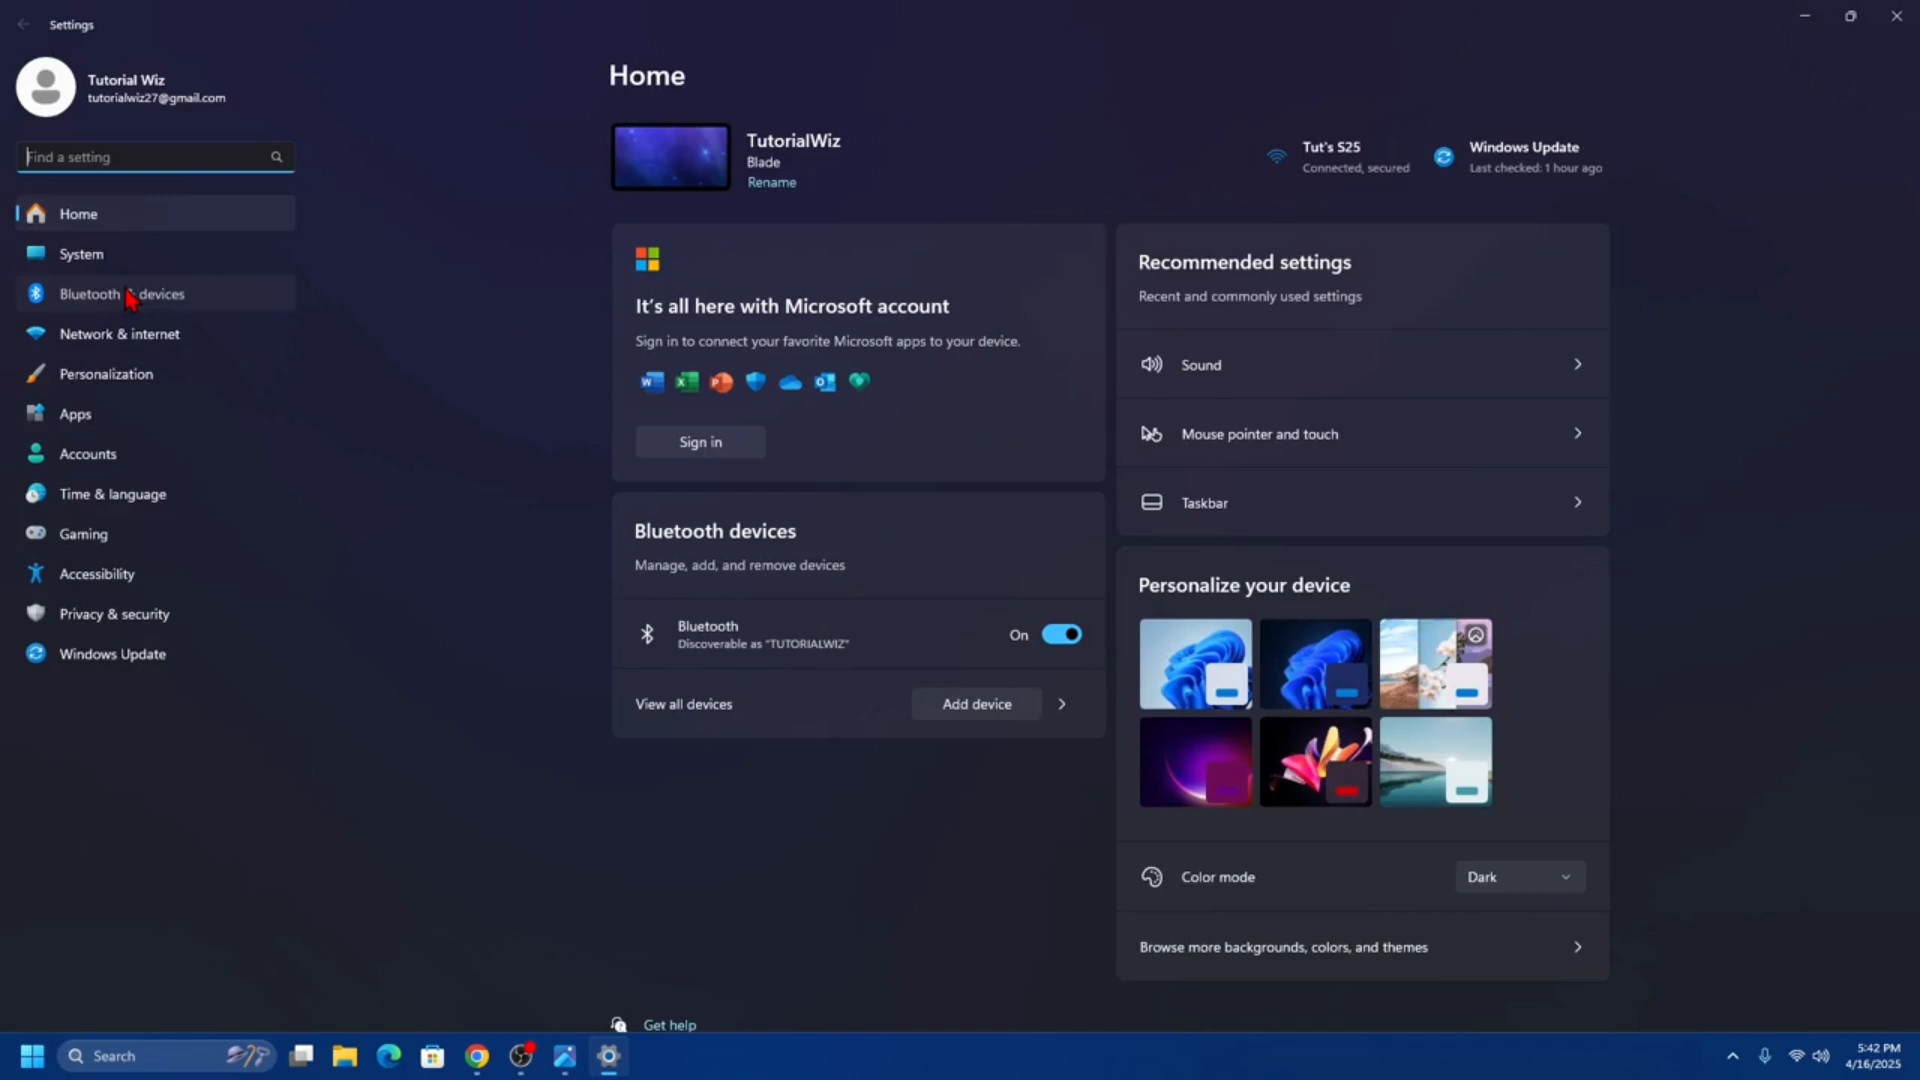 Settings
Tutorial Wiz
tutorialwiz27@gmail.com
Find a setting
Home
System
Bluetooth & devices
Network & internet
Personalization
Apps
Accounts
Time & language
Gaming
Accessibility
Privacy & security
Windows Update
Home
TutorialWiz
Blade
Rename
Tut's S25
Connected, secured
Windows Update
Last checked: 1 hour ago
It's all here with Microsoft account
Sign in to connect your favorite Microsoft apps to your device.
Sign in
Bluetooth devices
Manage, add, and remove devices
Bluetooth
Discoverable as "TUTORIALWIZ"
On
View all devices
Add device
Recommended settings
Recent and commonly used settings
Sound
Mouse pointer and touch
Taskbar
Personalize your device
Color mode
Dark
Browse more backgrounds, colors, and themes
Get help
Search
5:42 PM
4/16/2025